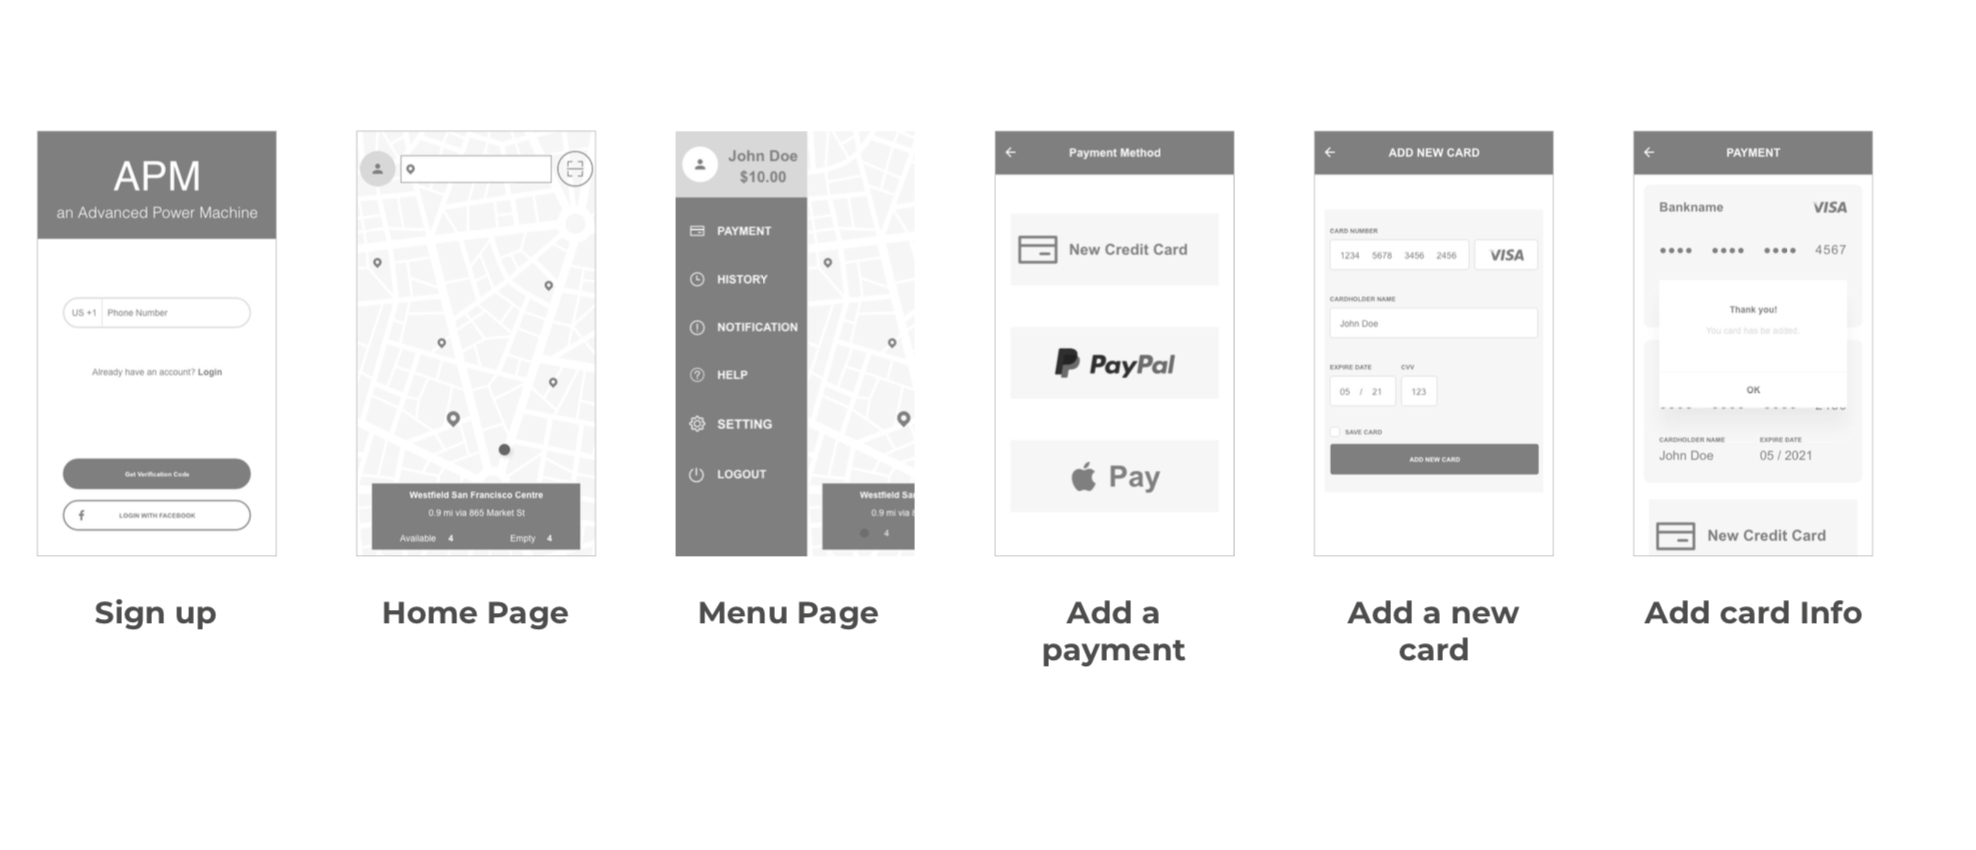 APM
an Advanced Power Machine
US +1 Phone Number
Already have an account? Login
Get Verification Code
LOGIN WITH FACEBOOK
Sign up
Westfield San Francisco Centre
0.9 mi via 865 Market St
Available 4 Empty 4
Home Page
John Doe
$10.00
PAYMENT
HISTORY
NOTIFICATION
HELP
SETTING
LOGOUT
Westfield Sa
0.9 mi via
4
Menu Page
Payment Method
New Credit Card
PayPal
Pay
Add a
payment
ADD NEW CARD
CARD NUMBER
1234 5678 3456 2456 VISA
CARDHOLDER NAME
John Doe
EXPIRE DATE CVV
05 / 21 123
SAVE CARD
ADD NEW CARD
Add a new
card
PAYMENT
Bankname VISA
•••• •••• •••• 4567
Thank you!
You card has be added.
OK
CARDHOLDER NAME EXPIRE DATE
John Doe 05 / 2021
New Credit Card
Add card Info